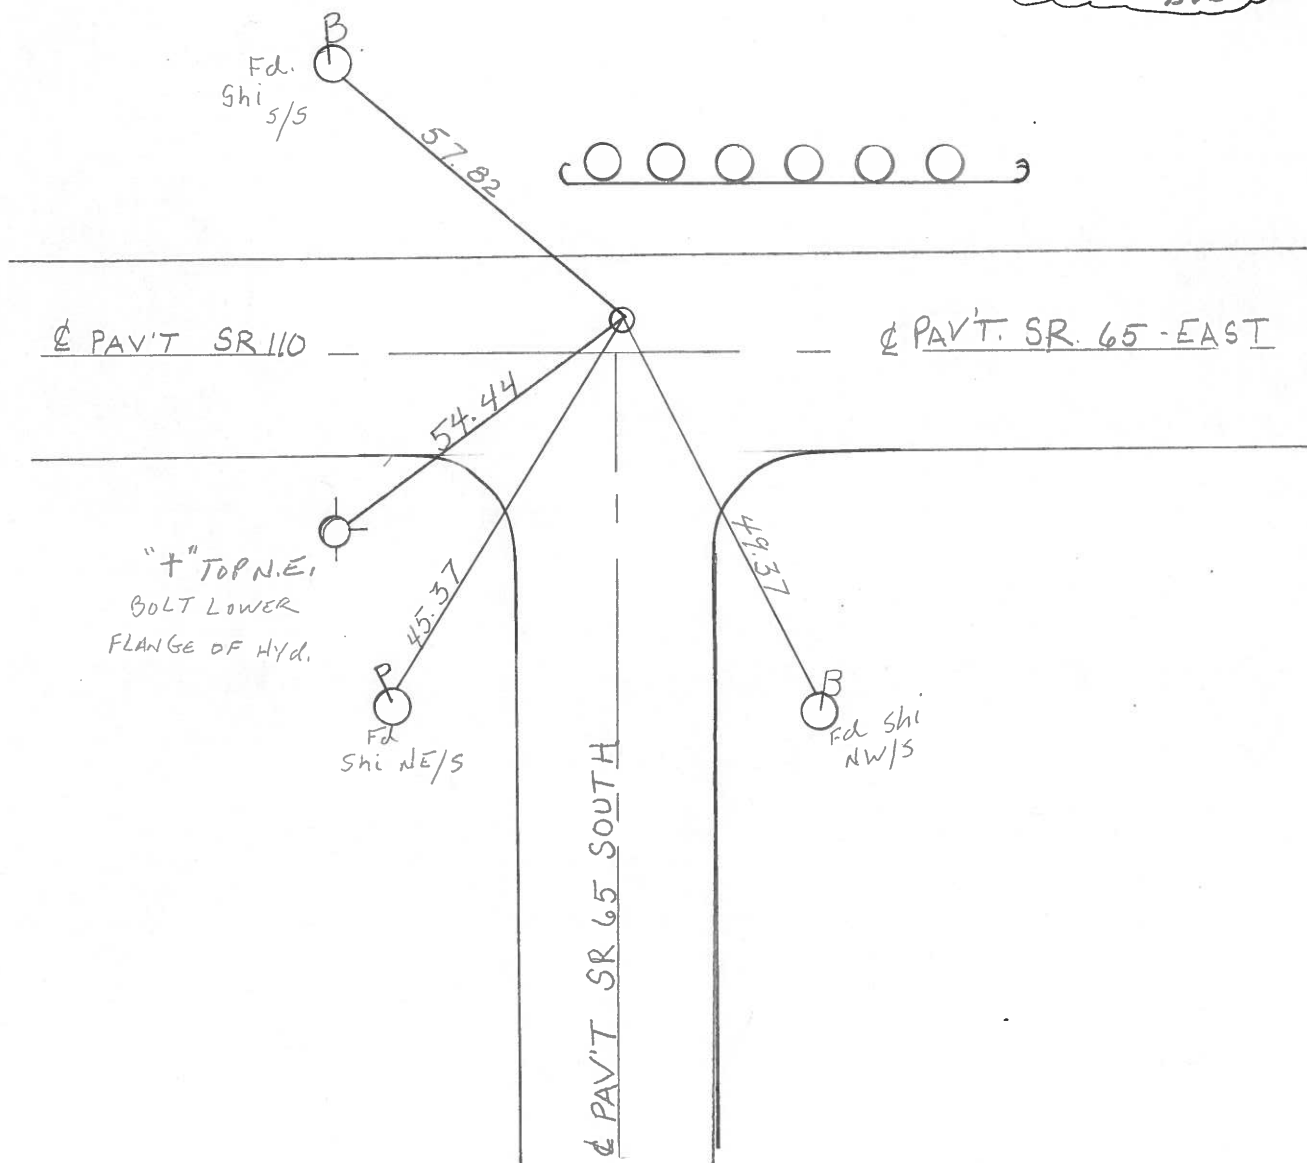 B
Fd.
Shi
S/S
57.82
₵ PAV'T SR 110
₵ PAV'T. SR. 65 - EAST
54.44
"+" TOP N.E.
BOLT LOWER
FLANGE OF HYd.
45.37
49.37
P
Fd
Shi NE/S
B
Fd Shi
NW/S
₵ PAV'T SR 65 SOUTH